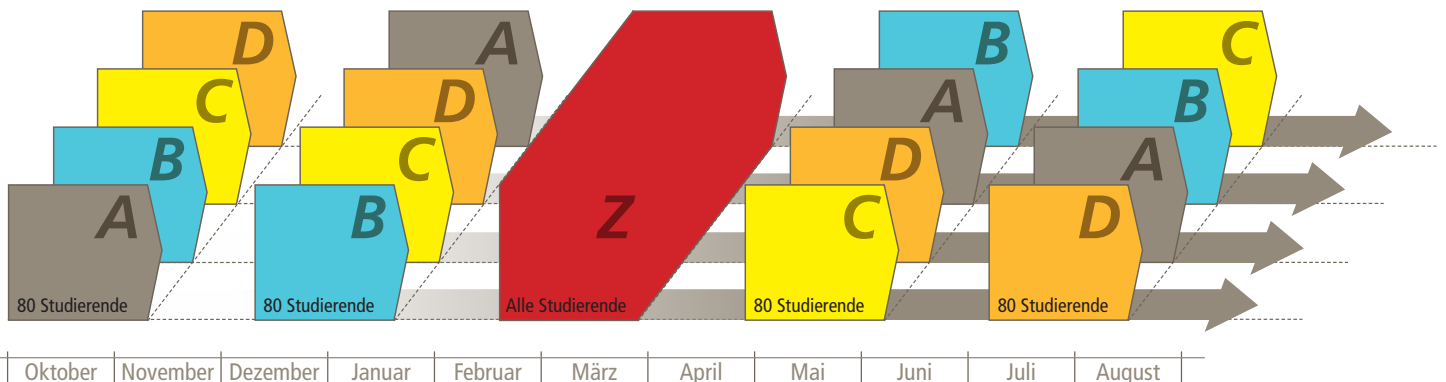 D
A
B
C
C
D
A
B
B
C
D
A
A
B
Z
C
D
80 Studierende
80 Studierende
Alle Studierende
80 Studierende
80 Studierende
Oktober November Dezember Januar Februar März April Mai Juni Juli August